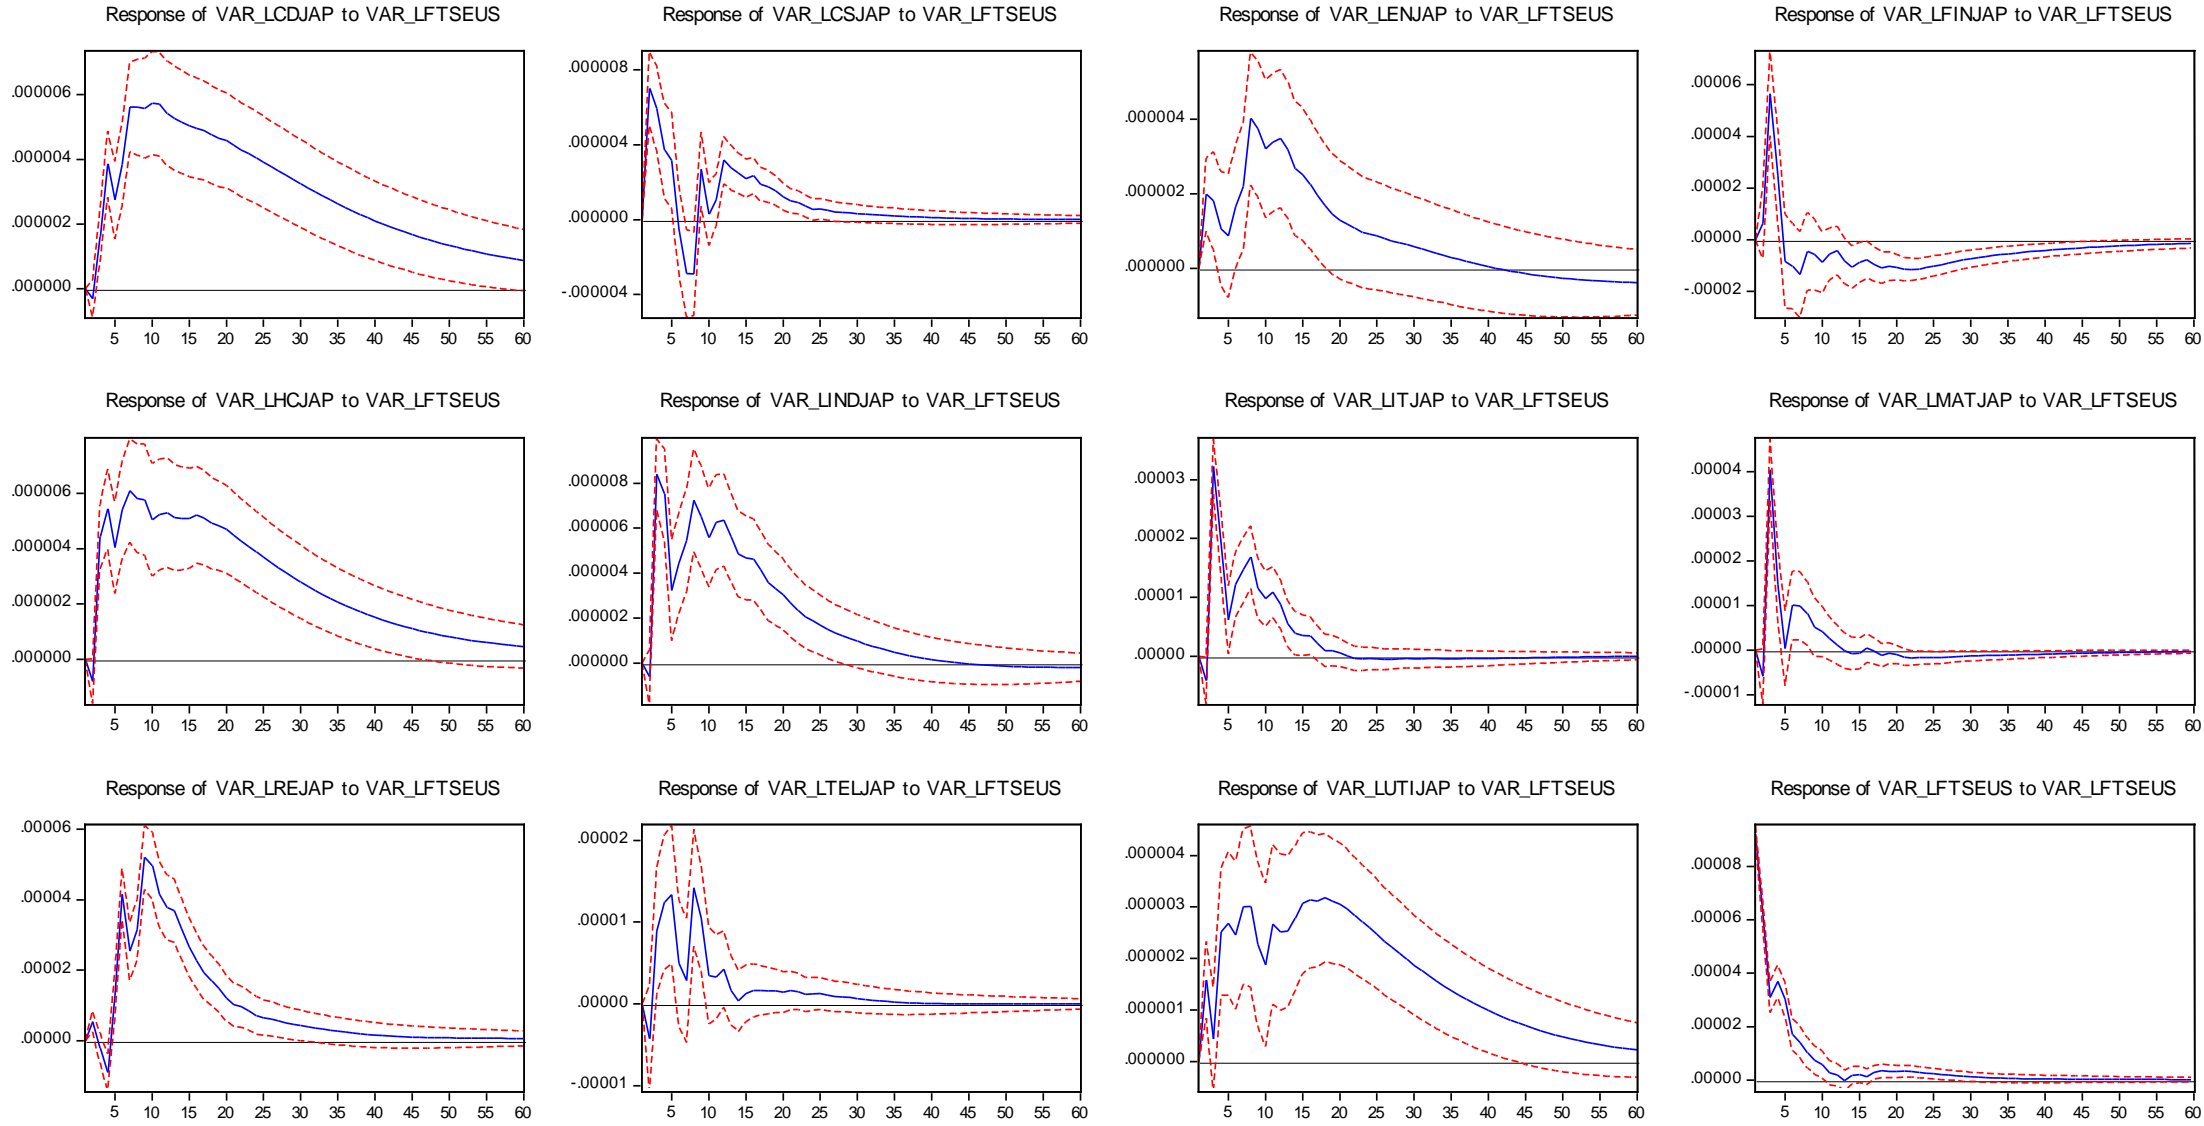 Response of VAR_LCDJAP to VAR_LFTSEUS
.000006
.000004
.000002
.000000
5 10 15 20 25 30 35 40 45 50 55 60
Response of VAR_LCSJAP to VAR_LFTSEUS
.000008
.000004
.000000
-.000004
5 10 15 20 25 30 35 40 45 50 55 60
Response of VAR_LENJAP to VAR_LFTSEUS
.000004
.000002
.000000
5 10 15 20 25 30 35 40 45 50 55 60
Response of VAR_LFINJAP to VAR_LFTSEUS
.00006
.00004
.00002
.00000
-.00002
5 10 15 20 25 30 35 40 45 50 55 60
Response of VAR_LHCJAP to VAR_LFTSEUS
.000006
.000004
.000002
.000000
5 10 15 20 25 30 35 40 45 50 55 60
Response of VAR_LINDJAP to VAR_LFTSEUS
.000008
.000006
.000004
.000002
.000000
5 10 15 20 25 30 35 40 45 50 55 60
Response of VAR_LITJAP to VAR_LFTSEUS
.00003
.00002
.00001
.00000
5 10 15 20 25 30 35 40 45 50 55 60
Response of VAR_LMATJAP to VAR_LFTSEUS
.00004
.00003
.00002
.00001
.00000
-.00001
5 10 15 20 25 30 35 40 45 50 55 60
Response of VAR_LREJAP to VAR_LFTSEUS
.00006
.00004
.00002
.00000
5 10 15 20 25 30 35 40 45 50 55 60
Response of VAR_LTELJAP to VAR_LFTSEUS
.00002
.00001
.00000
-.00001
5 10 15 20 25 30 35 40 45 50 55 60
Response of VAR_LUTIJAP to VAR_LFTSEUS
.000004
.000003
.000002
.000001
.000000
5 10 15 20 25 30 35 40 45 50 55 60
Response of VAR_LFTSEUS to VAR_LFTSEUS
.00008
.00006
.00004
.00002
.00000
5 10 15 20 25 30 35 40 45 50 55 60